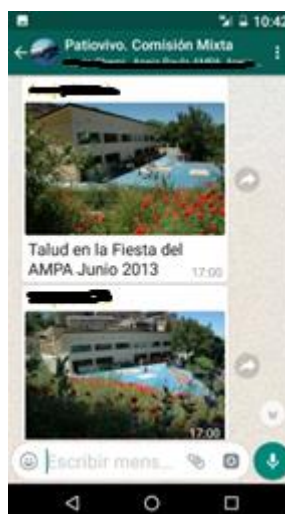 10:42
Patiovivo. Comisión Mixta
Talud en la Fiesta del
AMPA Junio 2013 17:00
17:00
Escribir mens...